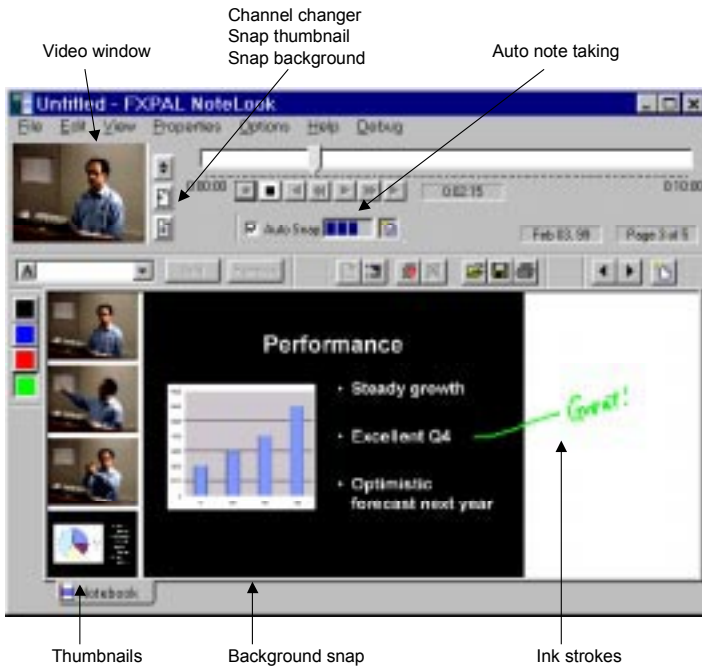 Channel changer
Snap thumbnail
Snap background
Video window
Auto note taking
Untitled - FXPAL NoteLook
File Edit View Properties Options Help Debug
0:00:00
0:02:15
0:10:00
Auto Snap
Feb 03, 99
Page 3 of 5
A
Performance
• Steady growth
• Excellent Q4
Great!
• Optimistic
forecast next year
Notebook
Thumbnails
Background snap
Ink strokes